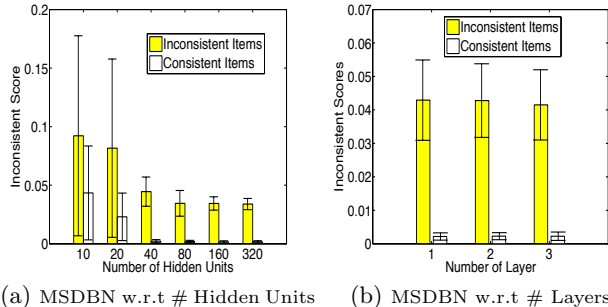 0.2
0.15
0.1
0.05
0
Inconsistent Score
Inconsistent Items
Consistent Items
10 20 40 80 160 320
Number of Hidden Units
(a) MSDBN w.r.t # Hidden Units
0.07
0.06
0.05
0.04
0.03
0.02
0.01
0
Inconsistent Scores
Inconsistent Items
Consistent Items
1 2 3
Number of Layer
(b) MSDBN w.r.t # Layers